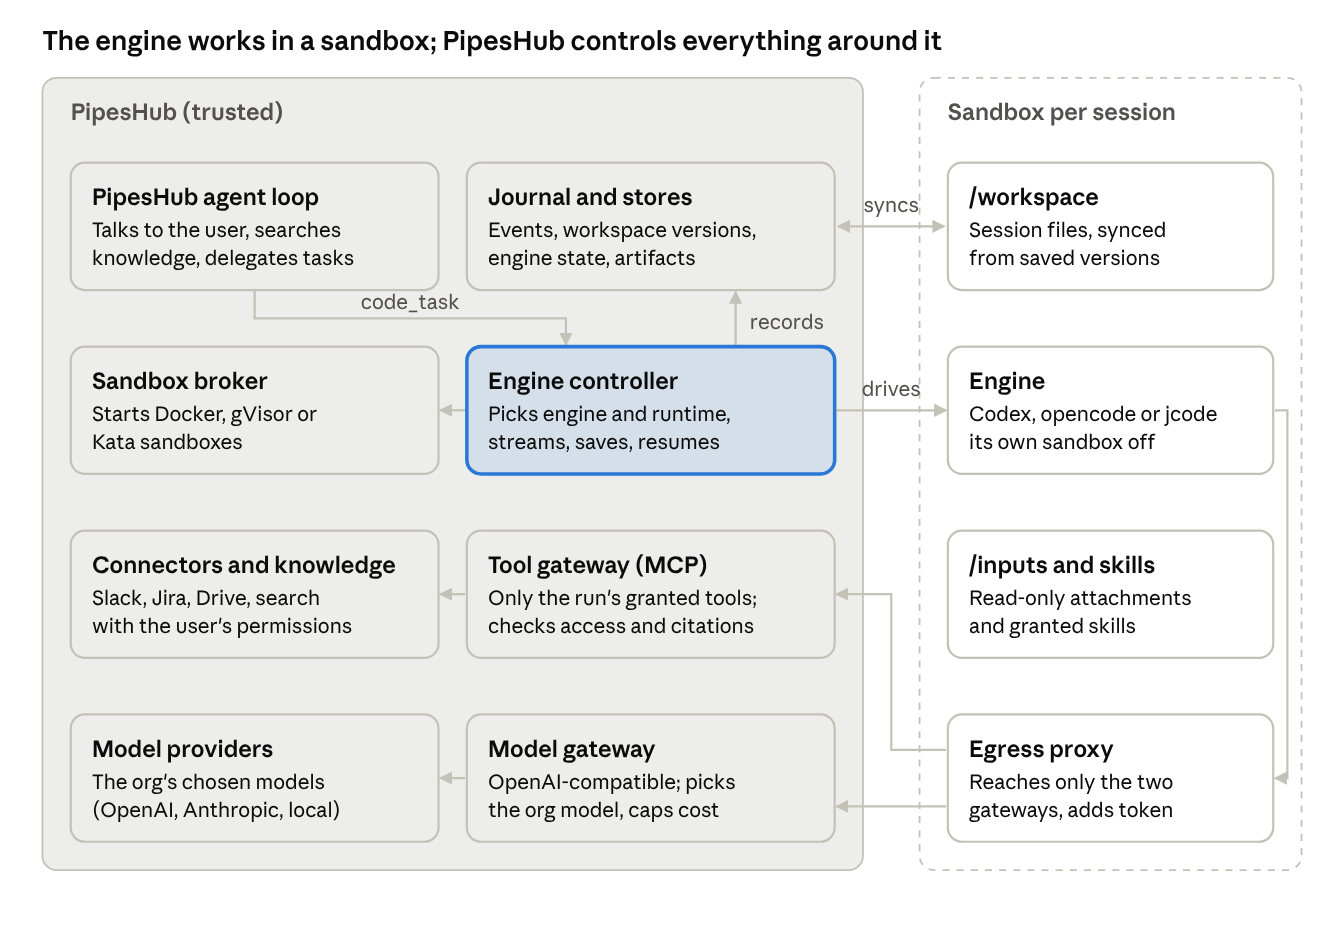 The engine works in a sandbox; PipesHub controls everything around it
PipesHub (trusted)
Sandbox per session
PipesHub agent loop
Talks to the user, searches
knowledge, delegates tasks
Journal and stores
Events, workspace versions,
engine state, artifacts
syncs
/workspace
Session files, synced
from saved versions
code_task
records
Sandbox broker
Starts Docker, gVisor or
Kata sandboxes
Engine controller
Picks engine and runtime,
streams, saves, resumes
drives
Engine
Codex, opencode or jcode
its own sandbox off
Connectors and knowledge
Slack, Jira, Drive, search
with the user's permissions
Tool gateway (MCP)
Only the run's granted tools;
checks access and citations
/inputs and skills
Read-only attachments
and granted skills
Model providers
The org's chosen models
(OpenAI, Anthropic, local)
Model gateway
OpenAI-compatible; picks
the org model, caps cost
Egress proxy
Reaches only the two
gateways, adds token